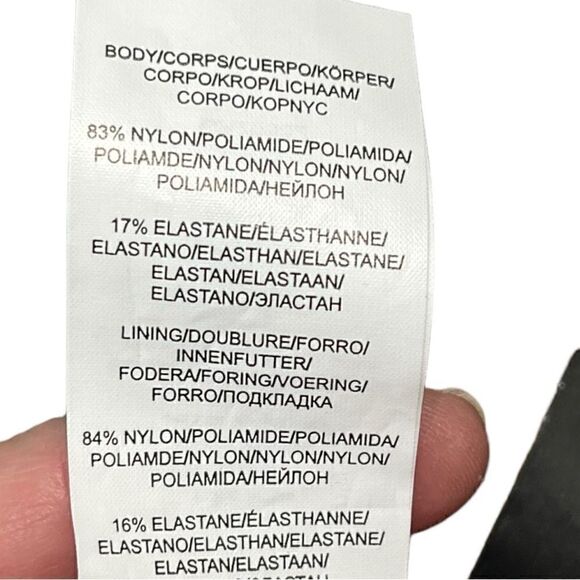 BODY/CORPS/CUERPO/KÖRPER/
CORPO/KROP/LICHAAM/
CORPO/KOPNYC
83% NYLON/POLIAMIDE/POLIAMIDA/
POLIAMDE/NYLON/NYLON/NYLON/
POLIAMIDA/НЕЙЛОН
17% ELASTANE/ÉLASTHANNE/
ELASTANO/ELASTHAN/ELASTANE/
ELASTAN/ELASTAAN/
ELASTANO/ЭЛАСТАН
LINING/DOUBLURE/FORRO/
INNENFUTTER/
FODERA/FORING/VOERING/
FORRO/ПОДКЛАДКА
84% NYLON/POLIAMIDE/POLIAMIDA/
POLIAMDE/NYLON/NYLON/NYLON/
POLIAMIDA/НЕЙЛОН
16% ELASTANE/ÉLASTHANNE/
ELASTANO/ELASTHAN/ELASTANE/
ELASTAN/ELASTAAN/